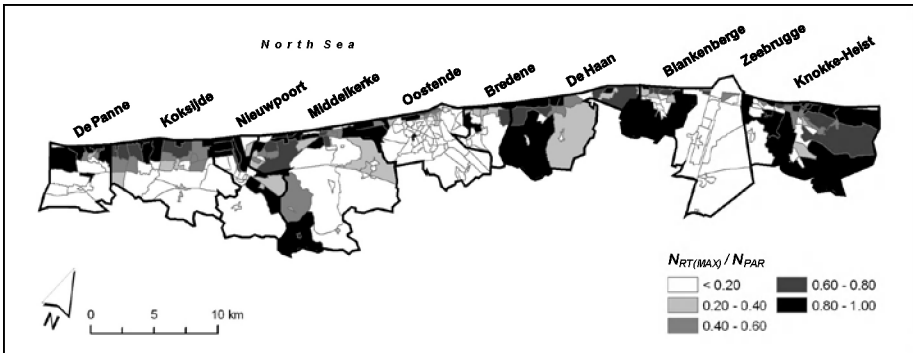 North Sea
De Panne
Koksijde
Nieuwpoort
Middelkerke
Oostende
Bredene
De Haan
Blankenberge
Zeebrugge
Knokke-Heist
N
0 5 10 km
NRT(MAX) / NPAR
< 0.20
0.20 - 0.40
0.40 - 0.60
0.60 - 0.80
0.80 - 1.00